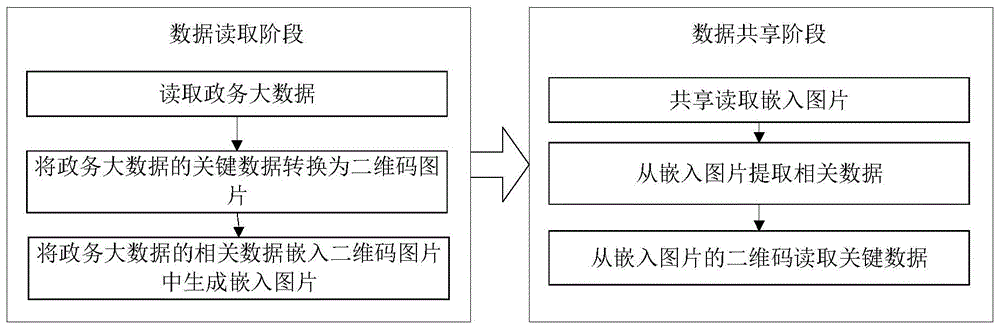 数据读取阶段
读取政务大数据
将政务大数据的关键数据转换为二维码图
片
将政务大数据的相关数据嵌入二维码图片
中生成嵌入图片
数据共享阶段
共享读取嵌入图片
从嵌入图片提取相关数据
从嵌入图片的二维码读取关键数据